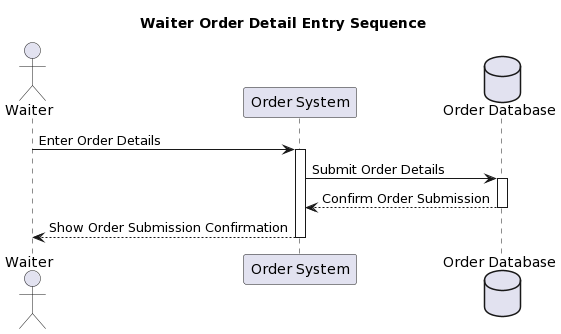 Waiter Order Detail Entry Sequence
Waiter
Order System
Order Database
Enter Order Details
Submit Order Details
Confirm Order Submission
Show Order Submission Confirmation
Waiter
Order System
Order Database